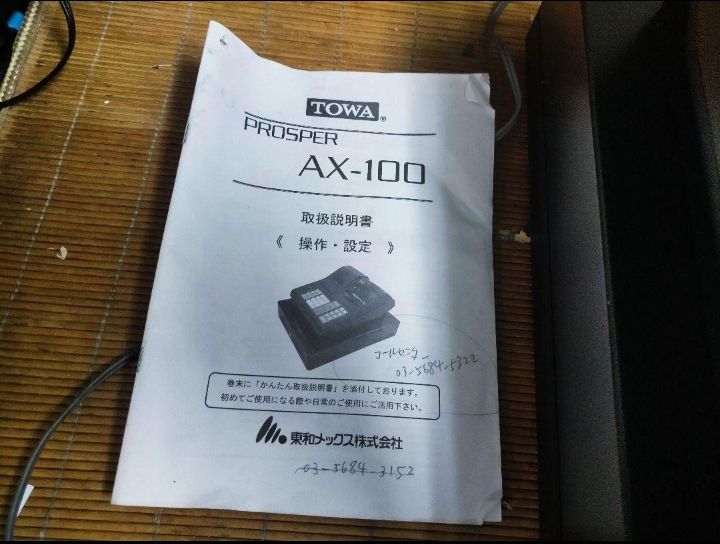 TOWA®
PROSPER
AX-100
取扱説明書
《 操作・設定 》
コールセンター
03-5684-5322
巻末に「かんたん取扱説明書」を添付しております。
初めてご使用になる際や日常のご使用にご活用下さい。
東和メックス株式会社
03-5684-3152